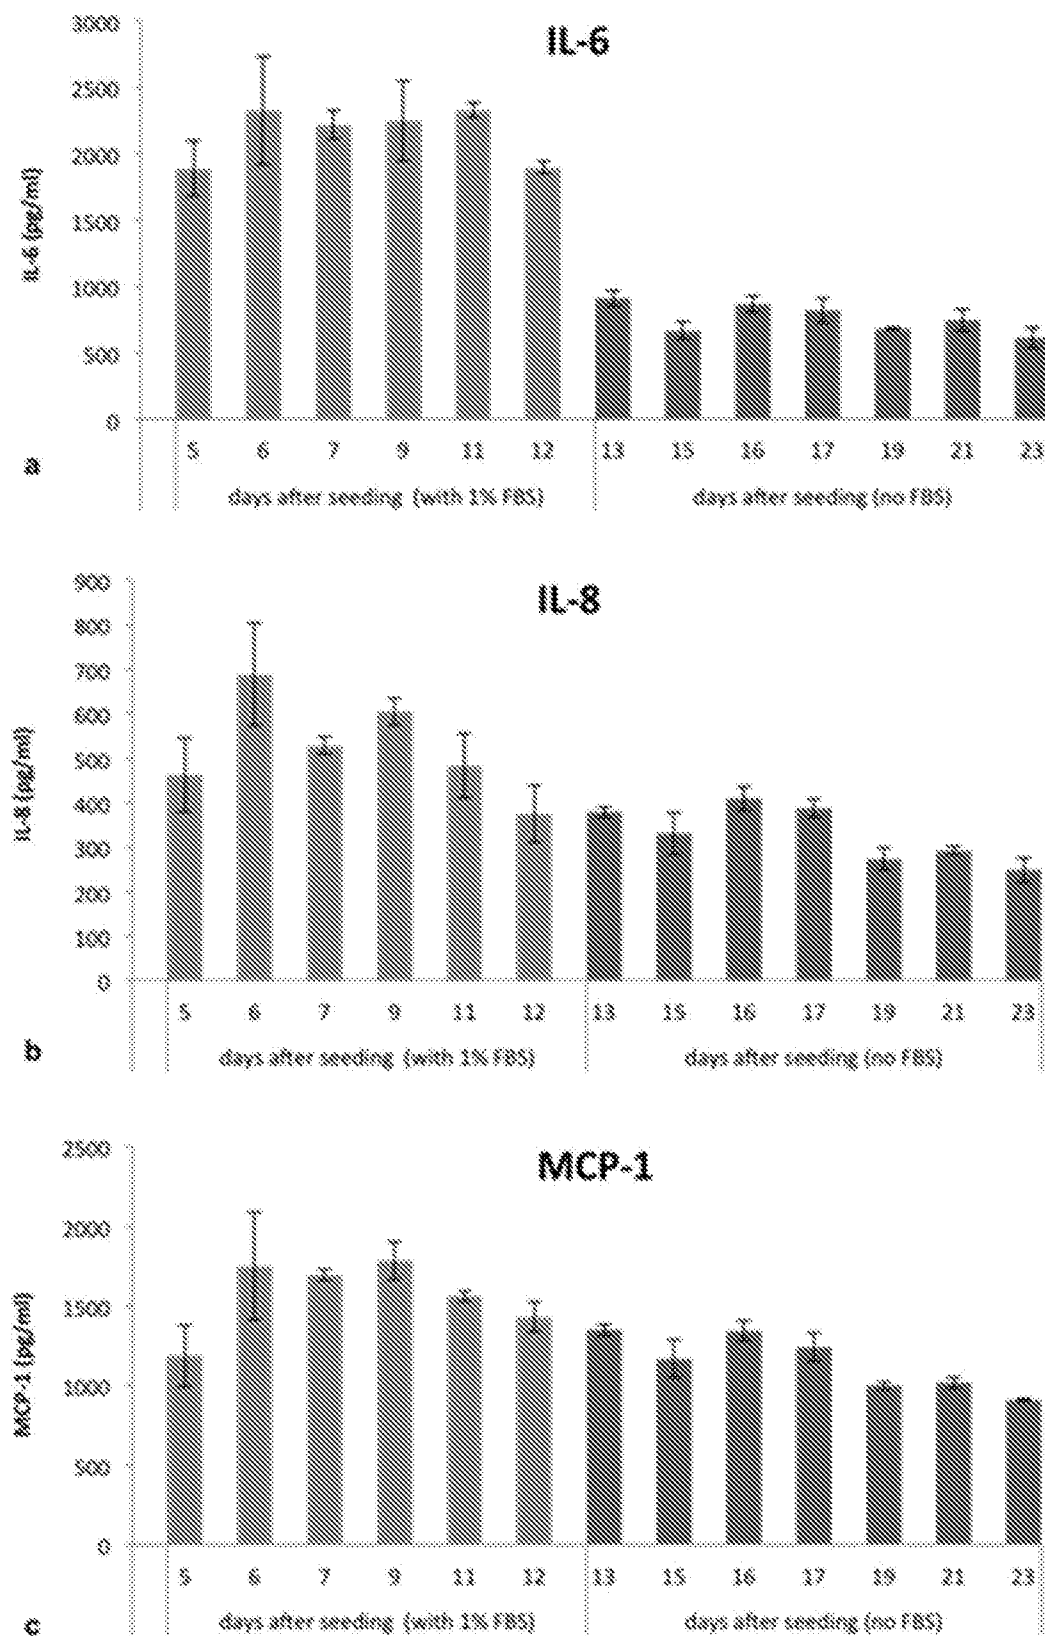 IL-6
IL-6 (pg/ml)
3000
2500
2000
1500
1000
500
0
5 6 7 9 11 12 13 15 16 17 19 21 23
days after seeding (with 1% FBS) days after seeding (no FBS)
a
IL-8
IL-8 (pg/ml)
900
800
700
600
500
400
300
200
100
0
5 6 7 9 11 12 13 15 16 17 19 21 23
days after seeding (with 1% FBS) days after seeding (no FBS)
b
MCP-1
MCP-1 (pg/ml)
2500
2000
1500
1000
500
0
5 6 7 9 11 12 13 15 16 17 19 21 23
days after seeding (with 1% FBS) days after seeding (no FBS)
c